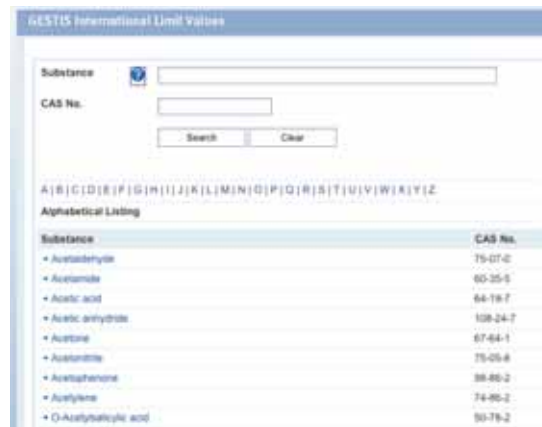 GESTIS International Limit Values
Substance
CAS No.
Search Clear
A|B|C|D|E|F|G|H|I|J|K|L|M|N|O|P|Q|R|S|T|U|V|W|X|Y|Z
Alphabetical Listing
Substance CAS No.
• Acetaldehyde 75-07-0
• Acetamide 60-35-5
• Acetic acid 64-19-7
• Acetic anhydride 108-24-7
• Acetone 67-64-1
• Acetonitrile 75-05-8
• Acetophenone 98-86-2
• Acetylene 74-86-2
• O-Acetylsalicylic acid 50-78-2